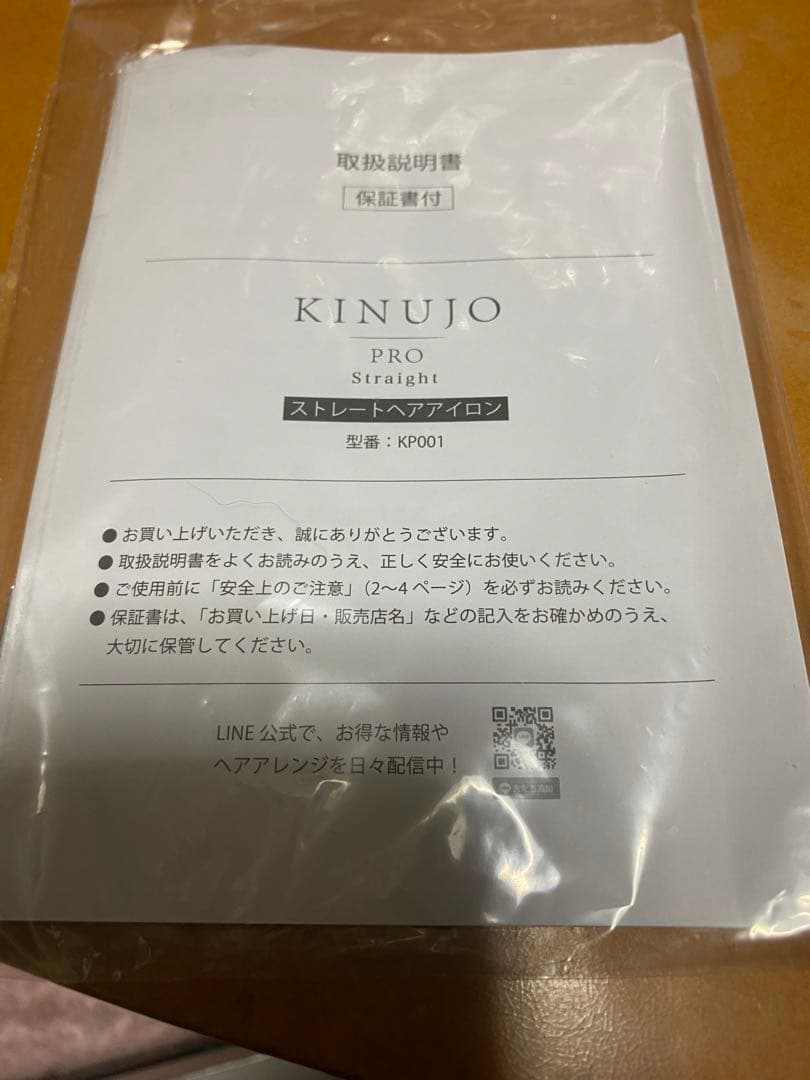 取扱説明書
保証書付
KINUJO
PRO
Straight
ストレートヘアアイロン
型番：KP001
● お買い上げいただき、誠にありがとうございます。
● 取扱説明書をよくお読みのうえ、正しく安全にお使いください。
● ご使用前に「安全上のご注意」（2〜4 ページ）を必ずお読みください。
● 保証書は、「お買い上げ日・販売店名」などの記入をお確かめのうえ、
大切に保管してください。
LINE 公式で、お得な情報や
ヘアアレンジを日々配信中！
友だち追加